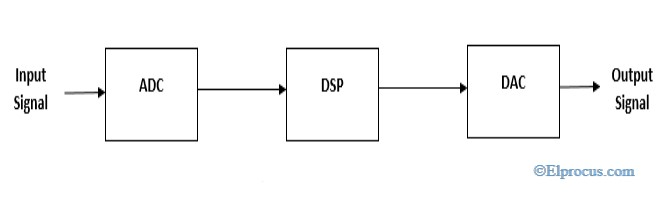 Input
Signal
ADC
DSP
DAC
Output
Signal
©Elprocus.com